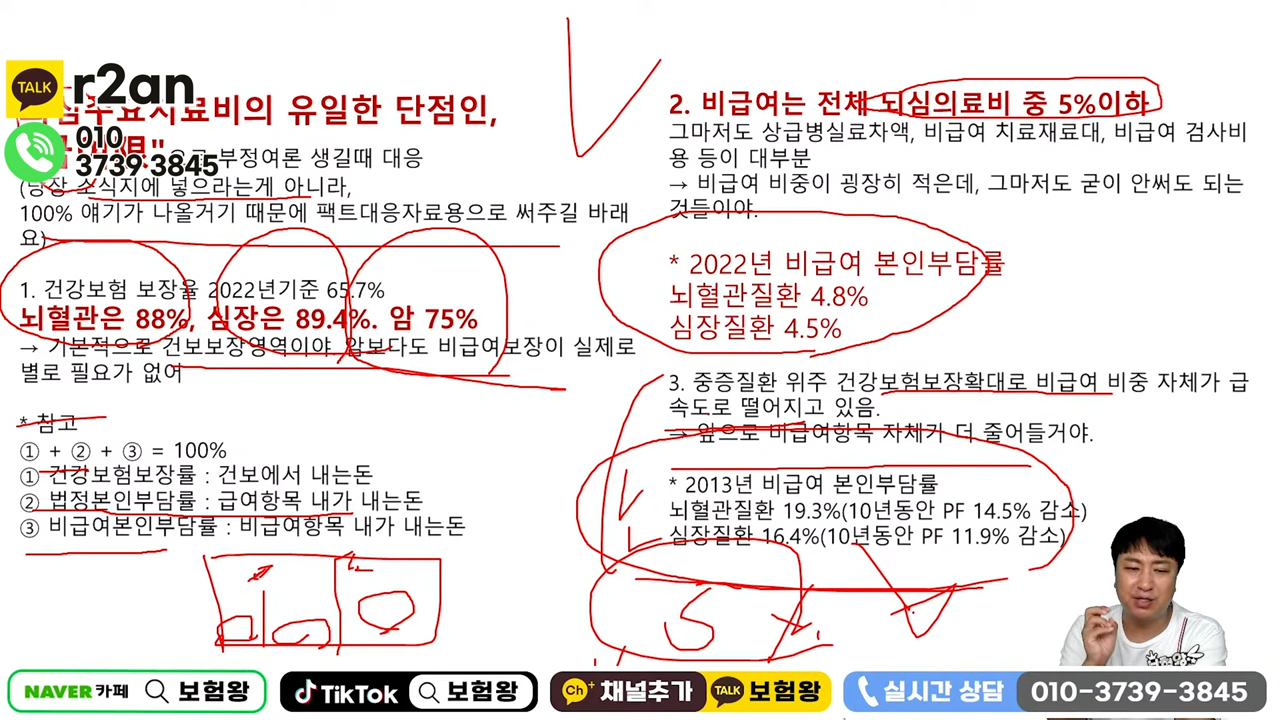 TALK
r2an
010
3739 3845
뇌심주요치료비의 유일한 단점인,
으로 부정여론 생길때 대응
(당장 소식지에 넣으라는게 아니라,
100% 얘기가 나올거기 때문에 팩트대응자료용으로 써주길 바래
요)
1. 건강보험 보장율 2022년기준 65.7%
뇌혈관은 88%, 심장은 89.4%. 암 75%
→ 기본적으로 건보보장영역이야. 암보다도 비급여보장이 실제로
별로 필요가 없어
* 참고
① + ② + ③ = 100%
① 건강보험보장률 : 건보에서 내는돈
② 법정본인부담률 : 급여항목 내가 내는돈
③ 비급여본인부담률 : 비급여항목 내가 내는돈
2. 비급여는 전체 뇌심의료비 중 5%이하
그마저도 상급병실료차액, 비급여 치료재료대, 비급여 검사비
용 등이 대부분
→ 비급여 비중이 굉장히 적은데, 그마저도 굳이 안써도 되는
것들이야.
* 2022년 비급여 본인부담률
뇌혈관질환 4.8%
심장질환 4.5%
3. 중증질환 위주 건강보험보장확대로 비급여 비중 자체가 급
속도로 떨어지고 있음.
→ 앞으로 비급여항목 자체가 더 줄어들거야.
* 2013년 비급여 본인부담률
뇌혈관질환 19.3%(10년동안 PF 14.5% 감소)
심장질환 16.4%(10년동안 PF 11.9% 감소)
5
NAVER 카페 보험왕
TikTok 보험왕
Ch+ 채널추가 TALK 보험왕
실시간 상담 010-3739-3845